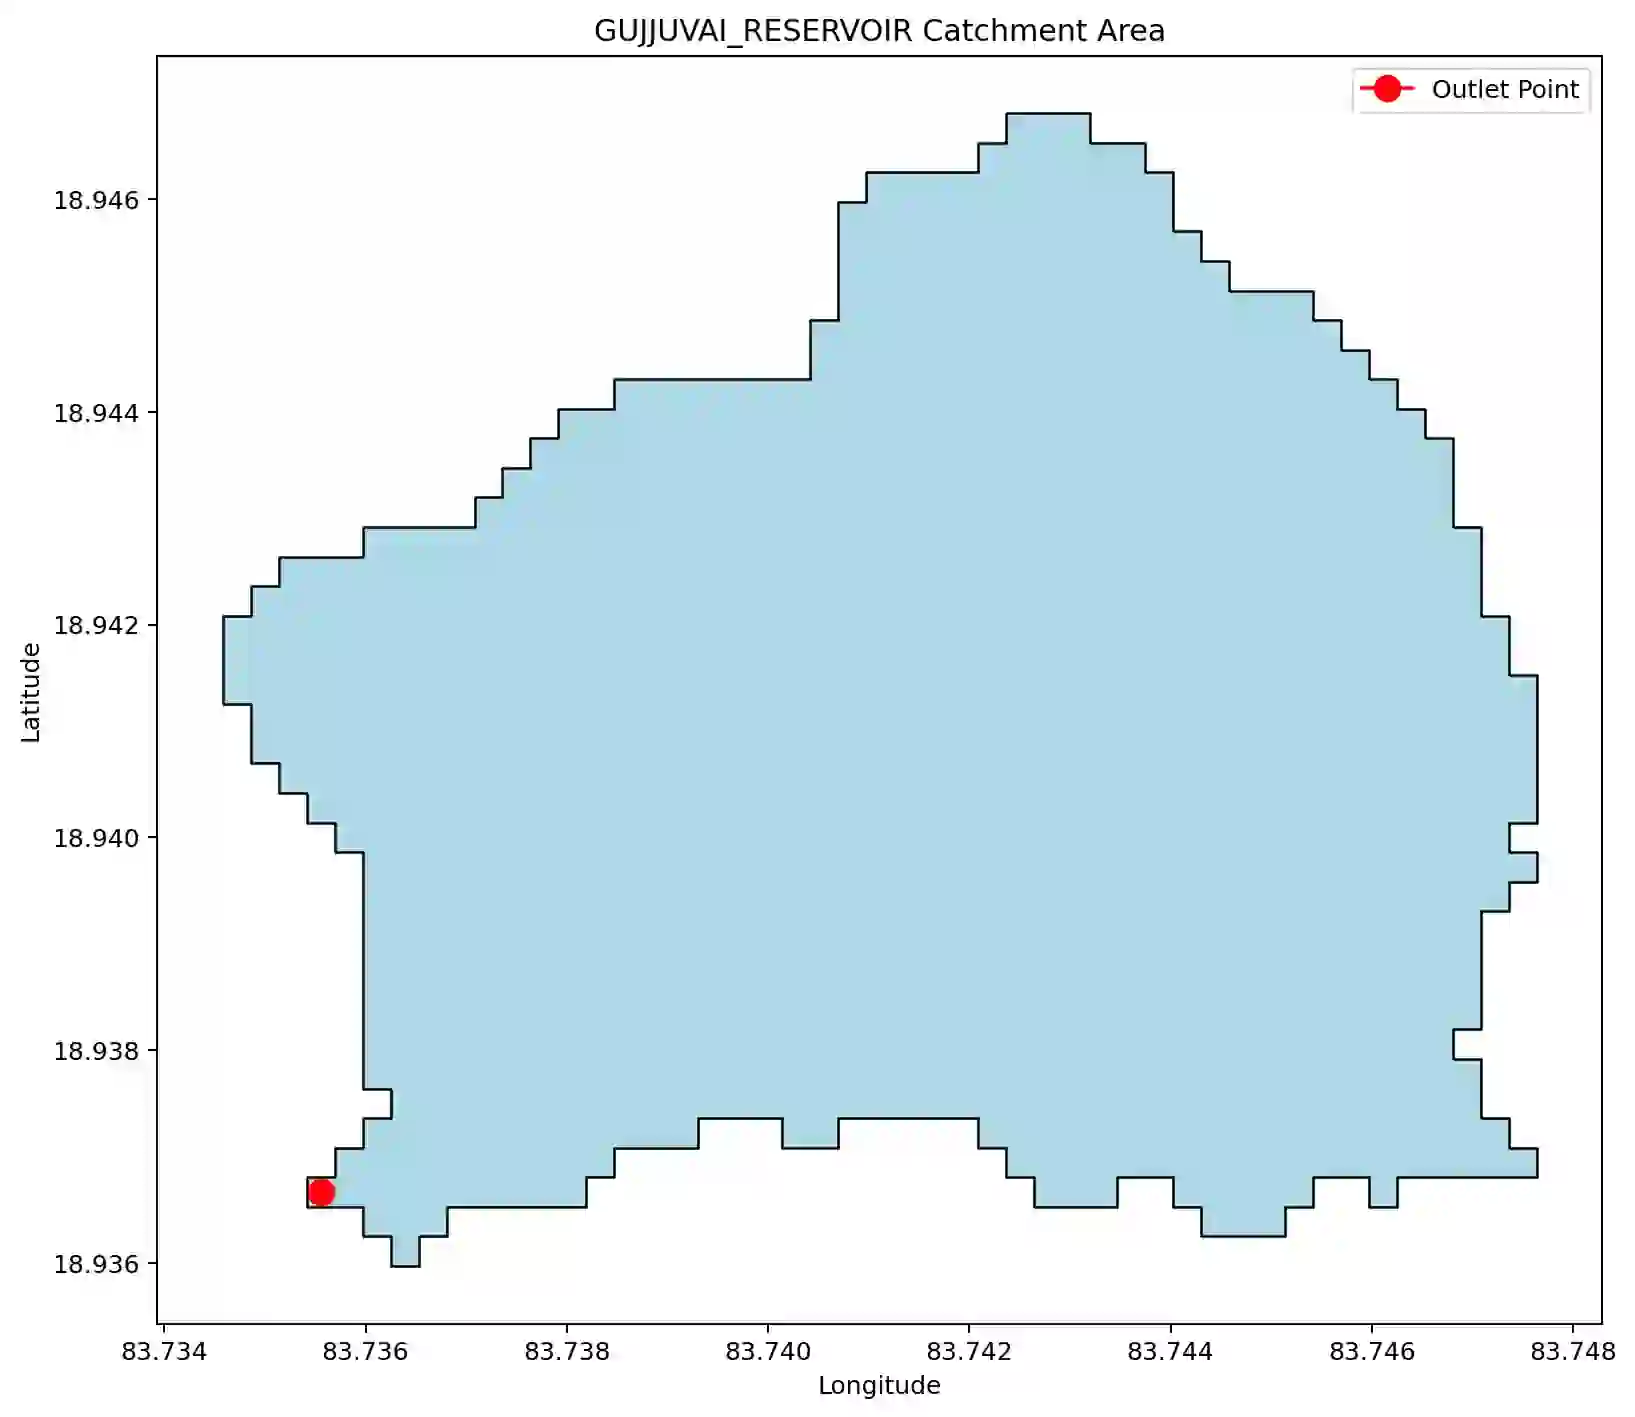 GUJJUVAI_RESERVOIR Catchment Area
Outlet Point
18.946
18.944
18.942
18.940
18.938
18.936
Latitude
83.734 83.736 83.738 83.740 83.742 83.744 83.746 83.748
Longitude